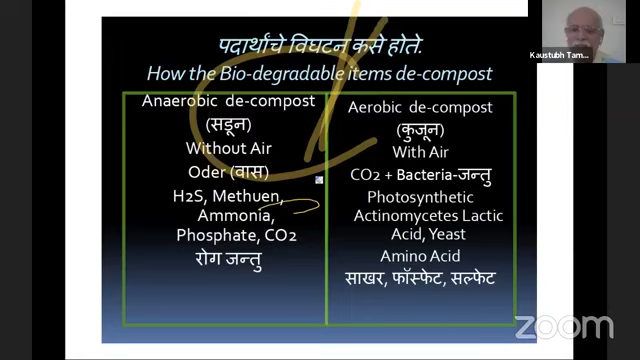 पदार्थांचे विघटन कसे होते.
How the Bio-degradable items de-compost
Anaerobic de-compost
(सडून)
Without Air
Oder (वास)
H2S, Methuen,
Ammonia,
Phosphate, CO2
रोग जन्तु
Aerobic de-compost
(कुजून)
With Air
CO2 + Bacteria-जन्तु
Photosynthetic
Actinomycetes Lactic
Acid, Yeast
Amino Acid
साखर, फॉस्फेट, सल्फेट
Kaustubh Tam...
zoom